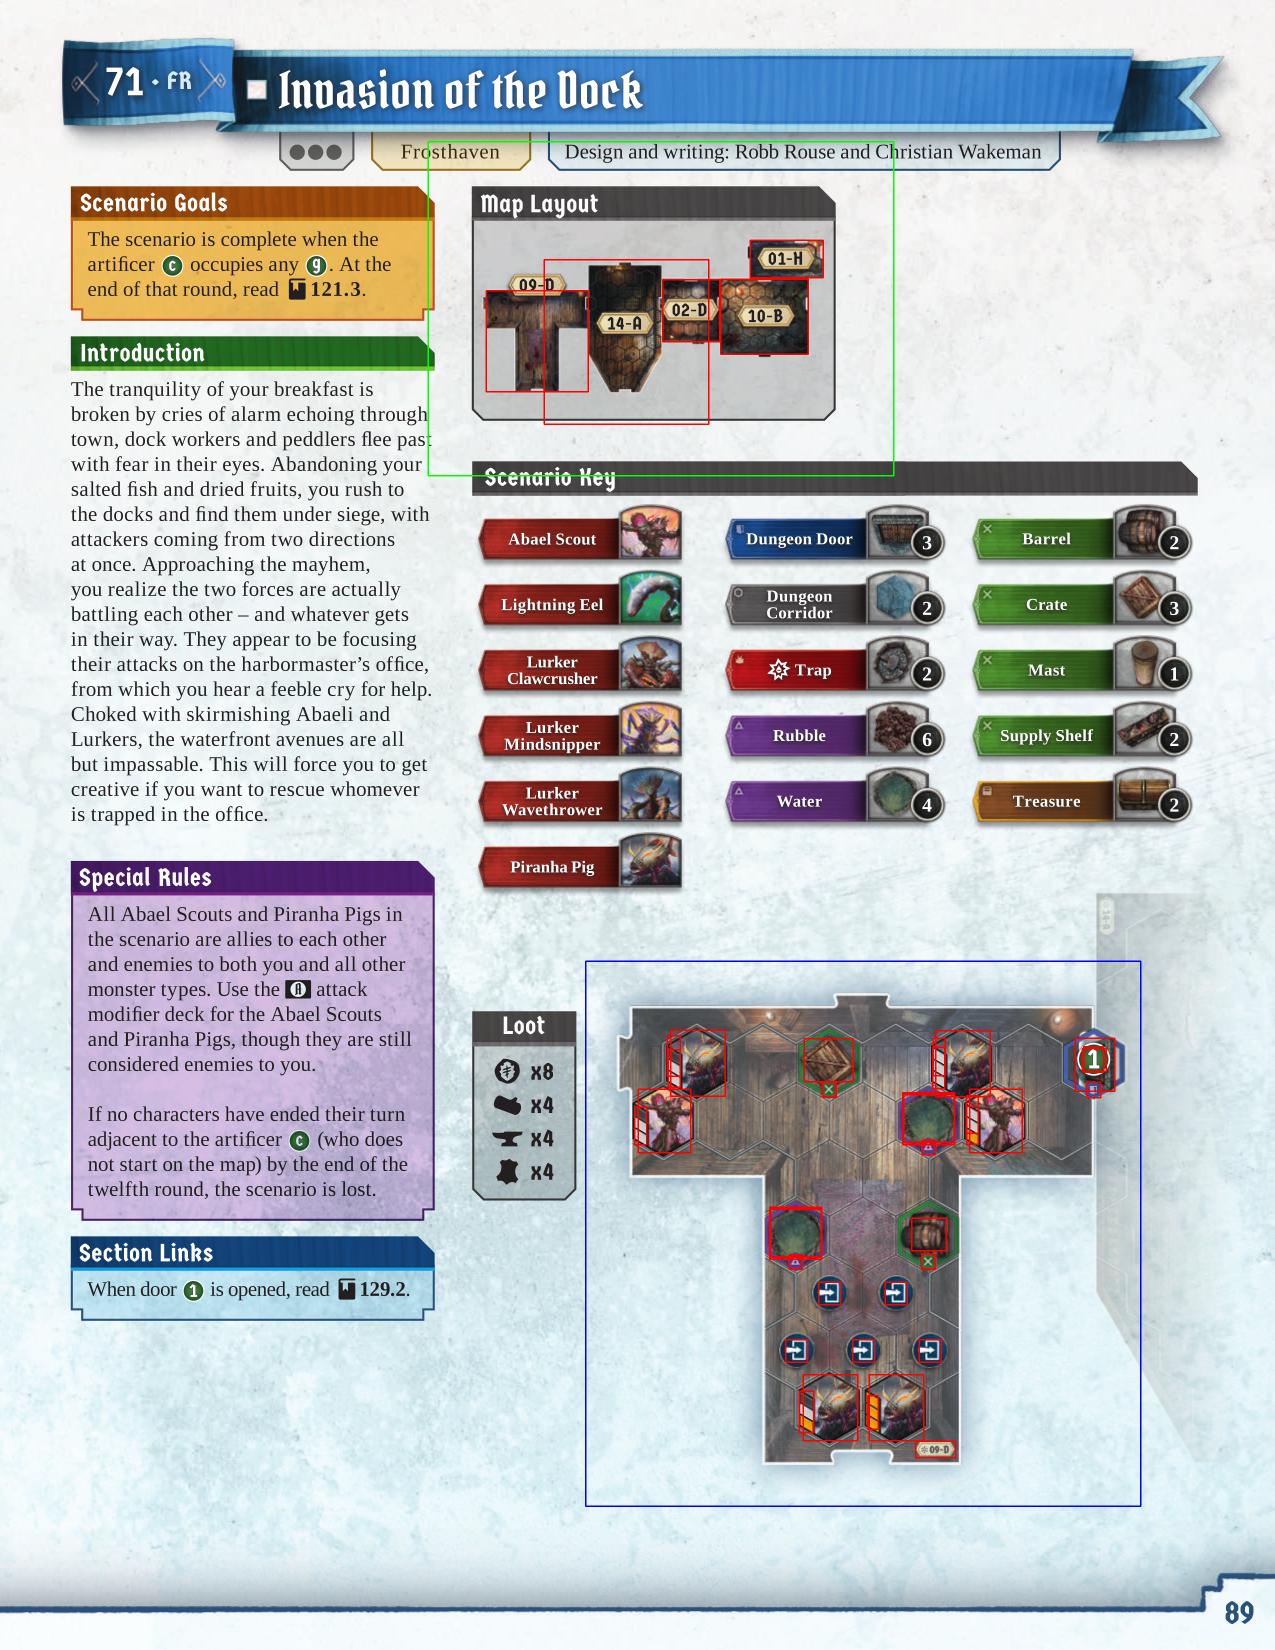 71 • FR
Invasion of the Dock
Frosthaven
Design and writing: Robb Rouse and Christian Wakeman
Scenario Goals
The scenario is complete when the
artificer c occupies any g. At the
end of that round, read 121.3.
Introduction
The tranquility of your breakfast is
broken by cries of alarm echoing through
town, dock workers and peddlers flee past
with fear in their eyes. Abandoning your
salted fish and dried fruits, you rush to
the docks and find them under siege, with
attackers coming from two directions
at once. Approaching the mayhem,
you realize the two forces are actually
battling each other – and whatever gets
in their way. They appear to be focusing
their attacks on the harbormaster’s office,
from which you hear a feeble cry for help.
Choked with skirmishing Abaeli and
Lurkers, the waterfront avenues are all
but impassable. This will force you to get
creative if you want to rescue whomever
is trapped in the office.
Special Rules
All Abael Scouts and Piranha Pigs in
the scenario are allies to each other
and enemies to both you and all other
monster types. Use the A attack
modifier deck for the Abael Scouts
and Piranha Pigs, though they are still
considered enemies to you.
If no characters have ended their turn
adjacent to the artificer c (who does
not start on the map) by the end of the
twelfth round, the scenario is lost.
Section Links
When door 1 is opened, read 129.2.
Map Layout
09-D
14-A
02-D
10-B
01-H
Scenario Key
Abael Scout
Lightning Eel
Lurker
Clawcrusher
Lurker
Mindsnipper
Lurker
Wavethrower
Piranha Pig
Dungeon Door 3
Dungeon
Corridor 2
Trap 2
Rubble 6
Water 4
Barrel 2
Crate 3
Mast 1
Supply Shelf 2
Treasure 2
Loot
x8
x4
x4
x4
1
09-D
89